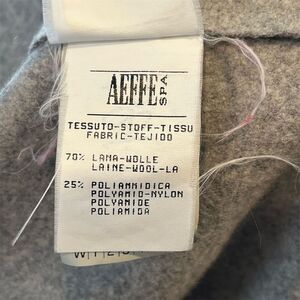 AEFFE SPA
TESSUTO-STOFF-TISSU
FABRIC-TEJIDO
70% LANA-WOLLE
LAINE-WOOL-LA
25% POLIAMMIDICA
POLYAMID-NYLON
POLYAMIDE
POLIAMIDA